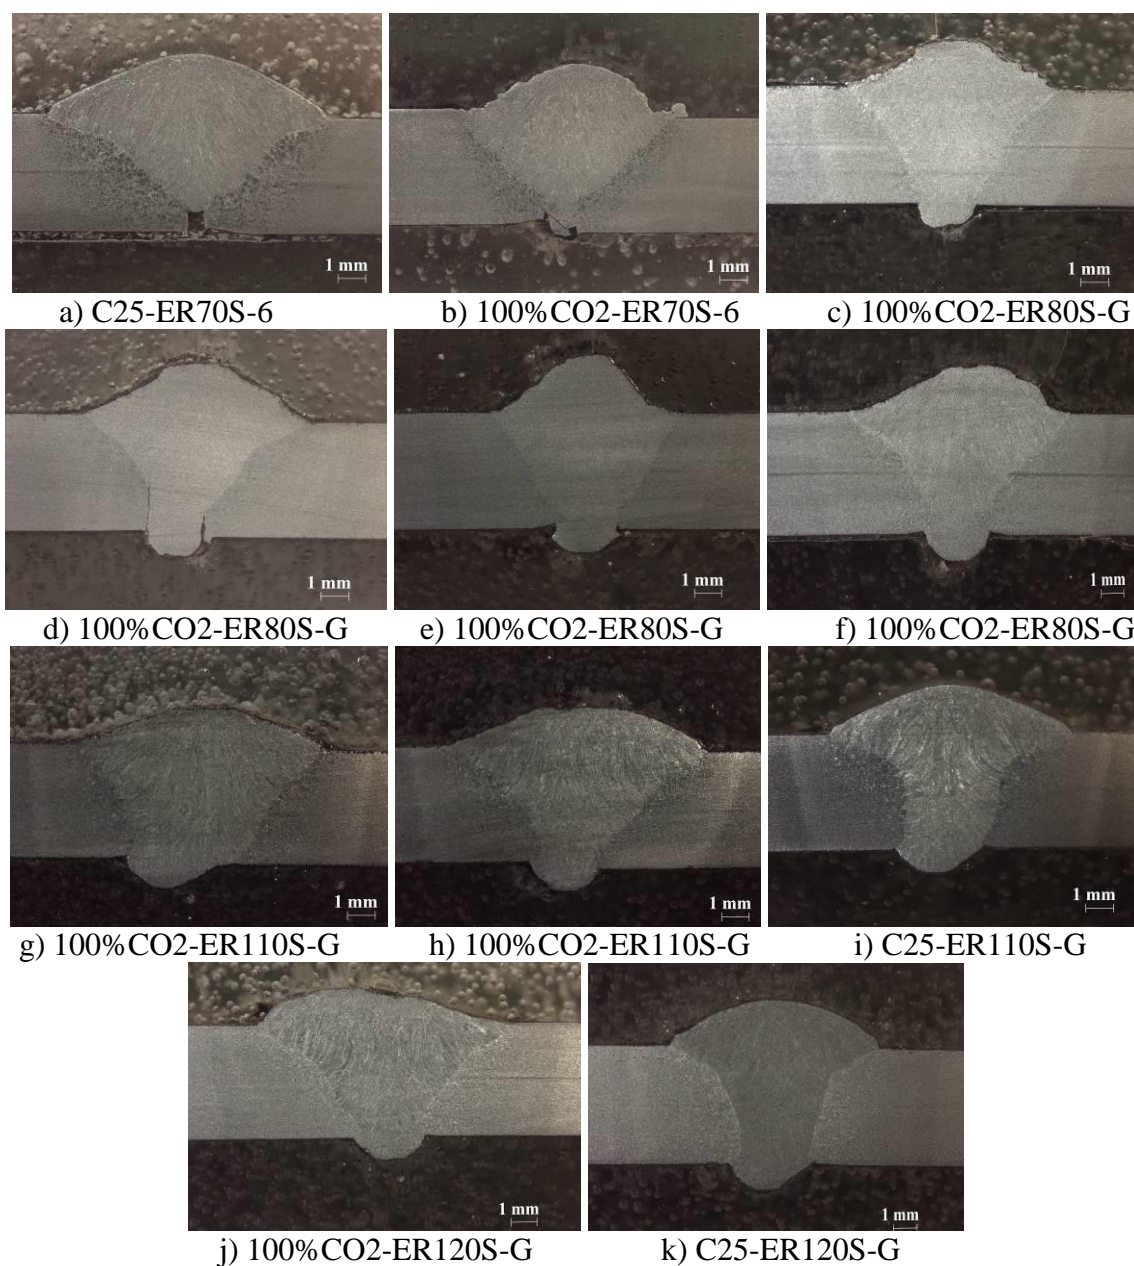 1 mm
1 mm
1 mm
a) C25-ER70S-6
b) 100%CO2-ER70S-6
c) 100%CO2-ER80S-G
1 mm
1 mm
1 mm
d) 100%CO2-ER80S-G
e) 100%CO2-ER80S-G
f) 100%CO2-ER80S-G
1 mm
1 mm
1 mm
g) 100%CO2-ER110S-G
h) 100%CO2-ER110S-G
i) C25-ER110S-G
1 mm
1 mm
j) 100%CO2-ER120S-G
k) C25-ER120S-G